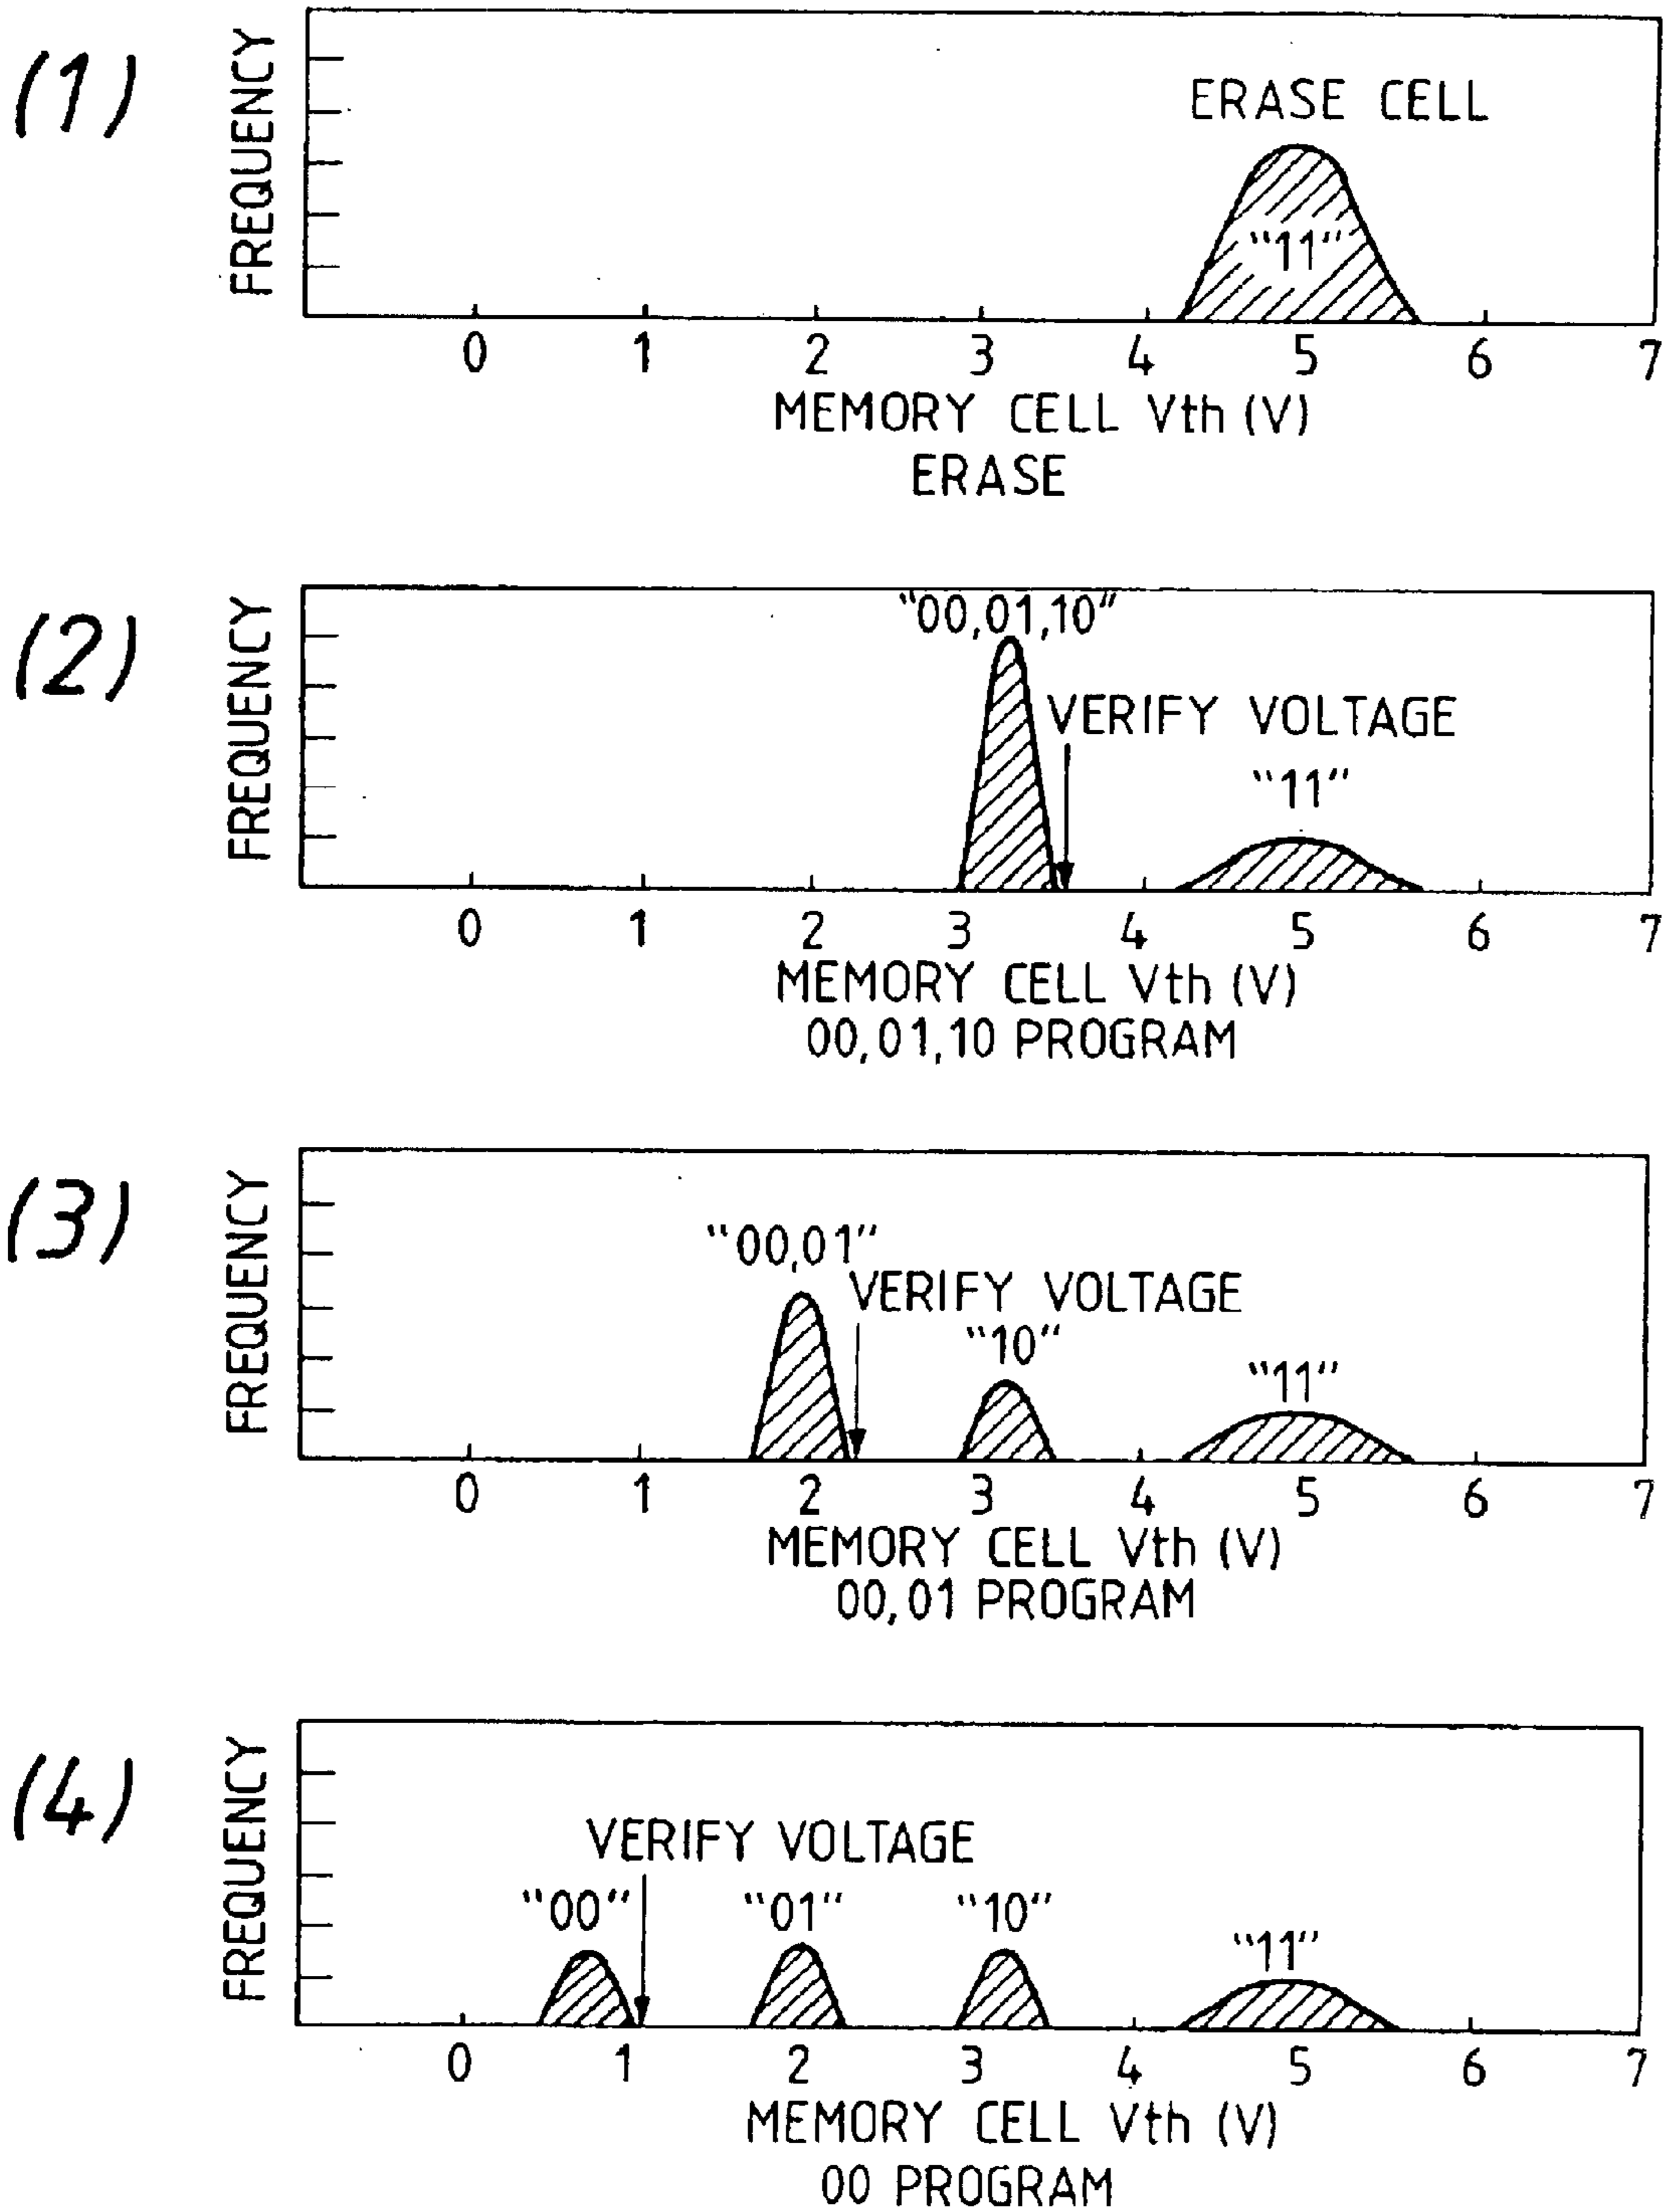 (1)
FREQUENCY
ERASE CELL
"11"
0 1 2 3 4 5 6 7
MEMORY CELL Vth (V)
ERASE
(2)
FREQUENCY
"00,01,10"
VERIFY VOLTAGE
"11"
0 1 2 3 4 5 6 7
MEMORY CELL Vth (V)
00,01,10 PROGRAM
(3)
FREQUENCY
"00,01"
VERIFY VOLTAGE
"10"
"11"
0 1 2 3 4 5 6 7
MEMORY CELL Vth (V)
00,01 PROGRAM
(4)
FREQUENCY
VERIFY VOLTAGE
"00" "01" "10"
"11"
0 1 2 3 4 5 6 7
MEMORY CELL Vth (V)
00 PROGRAM